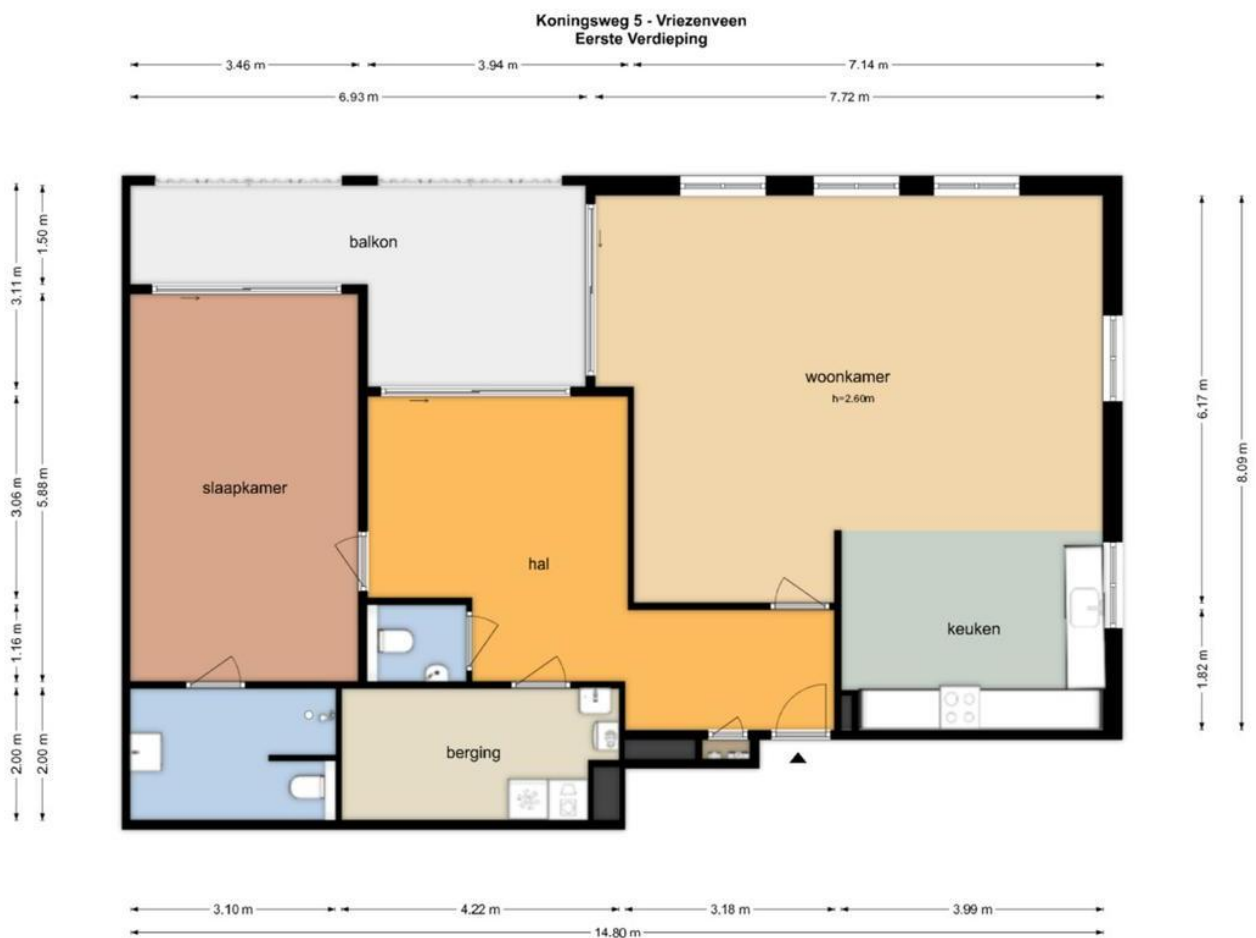 Koningsweg 5 - Vriezenveen
Eerste Verdieping
3.46 m
3.94 m
7.14 m
6.93 m
7.72 m
3.11 m
1.50 m
balkon
woonkamer
h=2.60m
6.17 m
8.09 m
3.06 m
5.88 m
slaapkamer
hal
keuken
1.16 m
1.82 m
2.00 m
2.00 m
berging
3.10 m
4.22 m
3.18 m
3.99 m
14.80 m